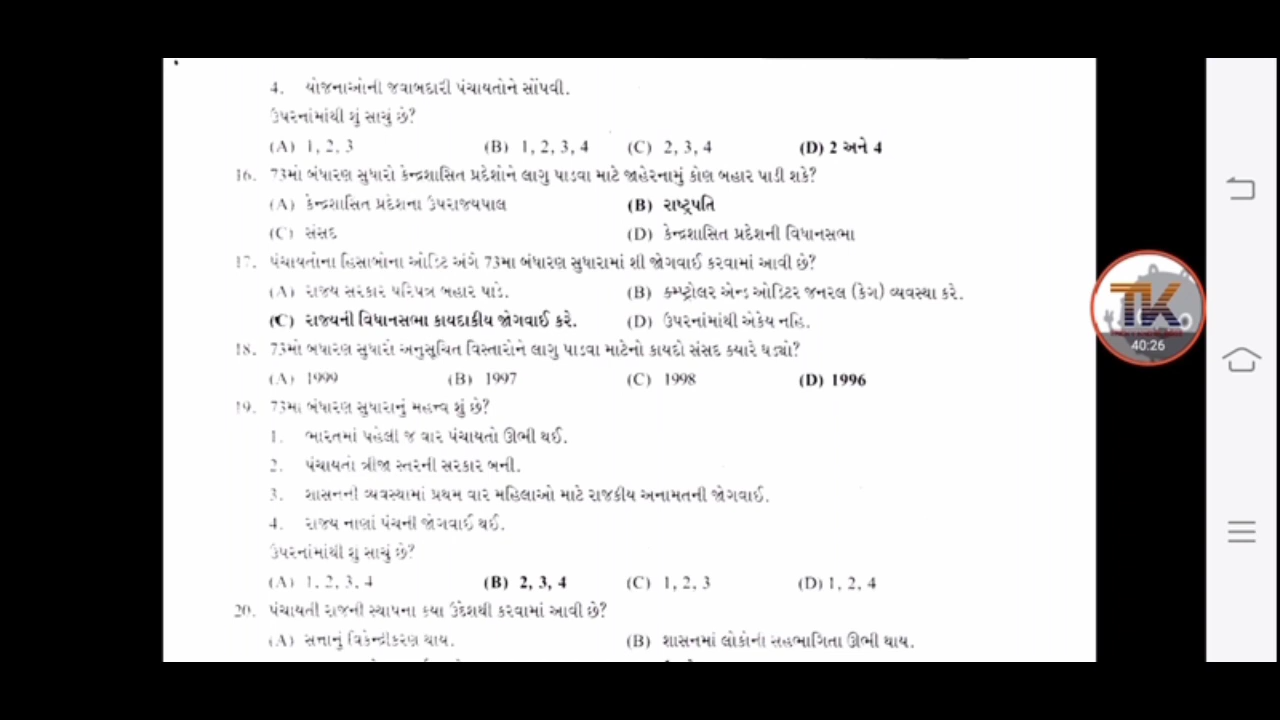 4. યોજનાઓની જવાબદારી પંચાયતોને સોંપવી.
ઉપરનાંમાંથી શું સાચું છે?
(A) 1, 2, 3 (B) 1, 2, 3, 4 (C) 2, 3, 4 (D) 2 અને 4
16. 73મો બંધારણ સુધારો કેન્દ્રશાસિત પ્રદેશોને લાગુ પાડવા માટે જાહેરનામું કોણ બહાર પાડી શકે?
(A) કેન્દ્રશાસિત પ્રદેશના ઉપરાજ્યપાલ (B) રાષ્ટ્રપતિ
(C) સંસદ (D) કેન્દ્રશાસિત પ્રદેશની વિધાનસભા
17. પંચાયતોના હિસાબોના ઓડિટ અંગે 73મા બંધારણ સુધારામાં શી જોગવાઈ કરવામાં આવી છે?
(A) રાજ્ય સરકાર પરિપત્ર બહાર પાડે. (B) કમ્પ્ટ્રોલર એન્ડ ઓડિટર જનરલ (કેગ) વ્યવસ્થા કરે.
(C) રાજ્યની વિધાનસભા કાયદાકીય જોગવાઈ કરે. (D) ઉપરનાંમાંથી એકેય નહિ.
18. 73મો બંધારણ સુધારો અનુસૂચિત વિસ્તારોને લાગુ પાડવા માટેનો કાયદો સંસદે ક્યારે ઘડ્યો?
(A) 1999 (B) 1997 (C) 1998 (D) 1996
19. 73મા બંધારણ સુધારાનું મહત્ત્વ શું છે?
1. ભારતમાં પહેલી જ વાર પંચાયતો ઊભી થઈ.
2. પંચાયતો ત્રીજા સ્તરની સરકાર બની.
3. શાસનની વ્યવસ્થામાં પ્રથમ વાર મહિલાઓ માટે રાજકીય અનામતની જોગવાઈ.
4. રાજ્ય નાણાં પંચની જોગવાઈ થઈ.
ઉપરનાંમાંથી શું સાચું છે?
(A) 1, 2, 3, 4 (B) 2, 3, 4 (C) 1, 2, 3 (D) 1, 2, 4
20. પંચાયતી રાજની સ્થાપના કયા ઉદ્દેશથી કરવામાં આવી છે?
(A) સત્તાનું વિકેન્દ્રીકરણ થાય. (B) શાસનમાં લોકોની સહભાગિતા ઊભી થાય.
TK
40:26